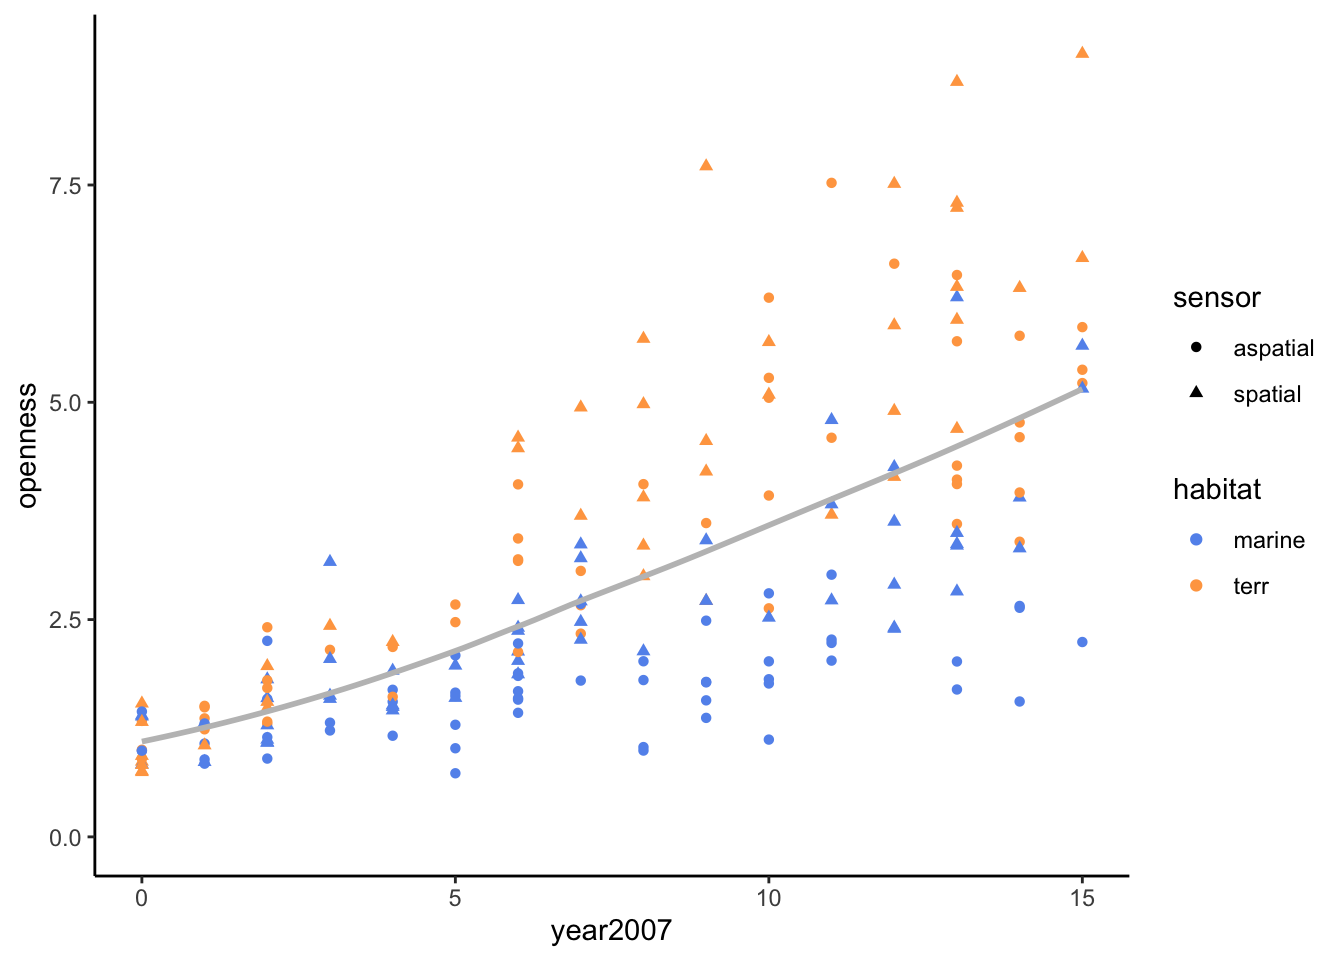 openness
7.5
5.0
2.5
0.0
0 5 10 15
year2007
sensor
aspatial
spatial
habitat
marine
terr